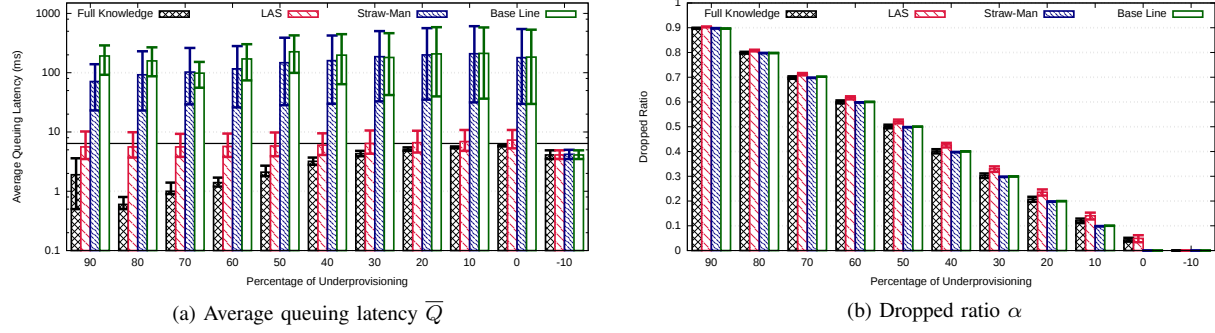 Full Knowledge LAS Straw-Man Base Line
1000
100
10
1
0.1
Average Queuing Latency (ms)
90 80 70 60 50 40 30 20 10 0 -10
Percentage of Underprovisioning
(a) Average queuing latency Q̅
Full Knowledge LAS Straw-Man Base Line
1
0.9
0.8
0.7
0.6
0.5
0.4
0.3
0.2
0.1
0
Dropped Ratio
90 80 70 60 50 40 30 20 10 0 -10
Percentage of Underprovisioning
(b) Dropped ratio α